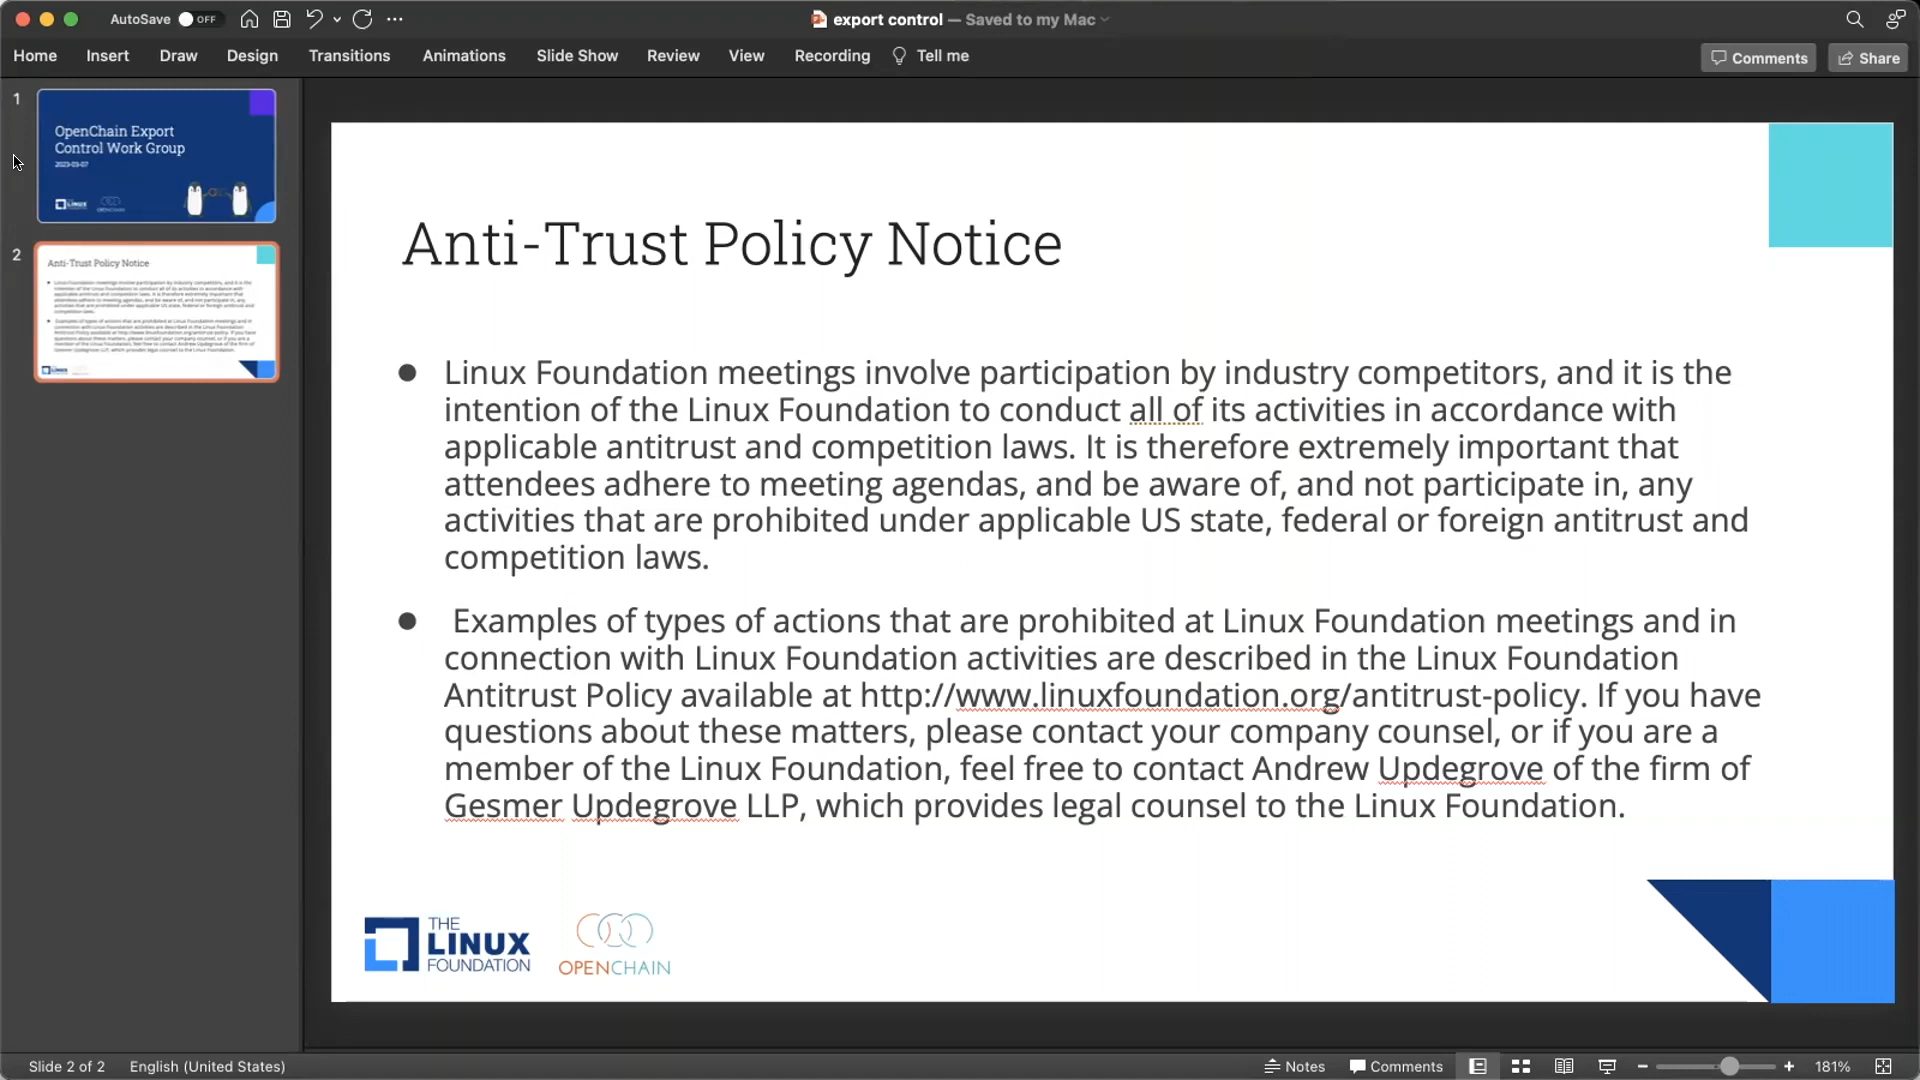 AutoSave OFF
export control — Saved to my Mac
Home Insert Draw Design Transitions Animations Slide Show Review View Recording Tell me
Comments Share
1
OpenChain Export
Control Work Group
2023-03-07
2
Anti-Trust Policy Notice
Anti-Trust Policy Notice
Linux Foundation meetings involve participation by industry competitors, and it is the
intention of the Linux Foundation to conduct all of its activities in accordance with
applicable antitrust and competition laws. It is therefore extremely important that
attendees adhere to meeting agendas, and be aware of, and not participate in, any
activities that are prohibited under applicable US state, federal or foreign antitrust and
competition laws.
Examples of types of actions that are prohibited at Linux Foundation meetings and in
connection with Linux Foundation activities are described in the Linux Foundation
Antitrust Policy available at http://www.linuxfoundation.org/antitrust-policy. If you have
questions about these matters, please contact your company counsel, or if you are a
member of the Linux Foundation, feel free to contact Andrew Updegrove of the firm of
Gesmer Updegrove LLP, which provides legal counsel to the Linux Foundation.
THE
LINUX
FOUNDATION
OPENCHAIN
Slide 2 of 2 English (United States)
Notes Comments 181%